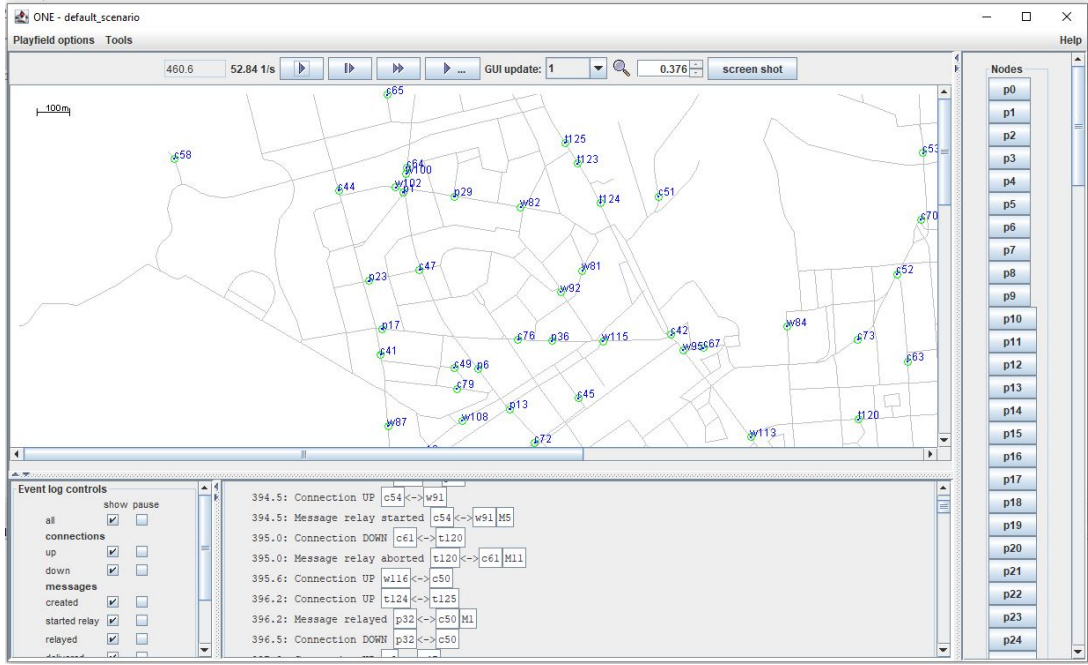 ONE - default_scenario
Playfield options Tools Help
460.6 52.84 1/s ... GUI update: 1 0.376 screen shot
100m
c65
t125
c58
c64
t123
c53
w100
w102
c44
p1
p29
w82
t124
c51
c70
p23
c47
w81
c52
w92
p17
w84
c76
p36
w115
c42
c73
w95
c67
c41
c63
c49
p6
c79
c45
p13
w108
t120
w87
c72
w113
Nodes
p0
p1
p2
p3
p4
p5
p6
p7
p8
p9
p10
p11
p12
p13
p14
p15
p16
p17
p18
p19
p20
p21
p22
p23
p24
Event log controls
show pause
all
connections
up
down
messages
created
started relay
relayed
delivered
394.5: Connection UP c54<->w91
394.5: Message relay started c54<->w91 M5
395.0: Connection DOWN c61<->t120
395.0: Message relay aborted t120<->c61 M11
395.6: Connection UP w116<->c50
396.2: Connection UP t124<->t125
396.2: Message relayed p32<->c50 M1
396.5: Connection DOWN p32<->c50